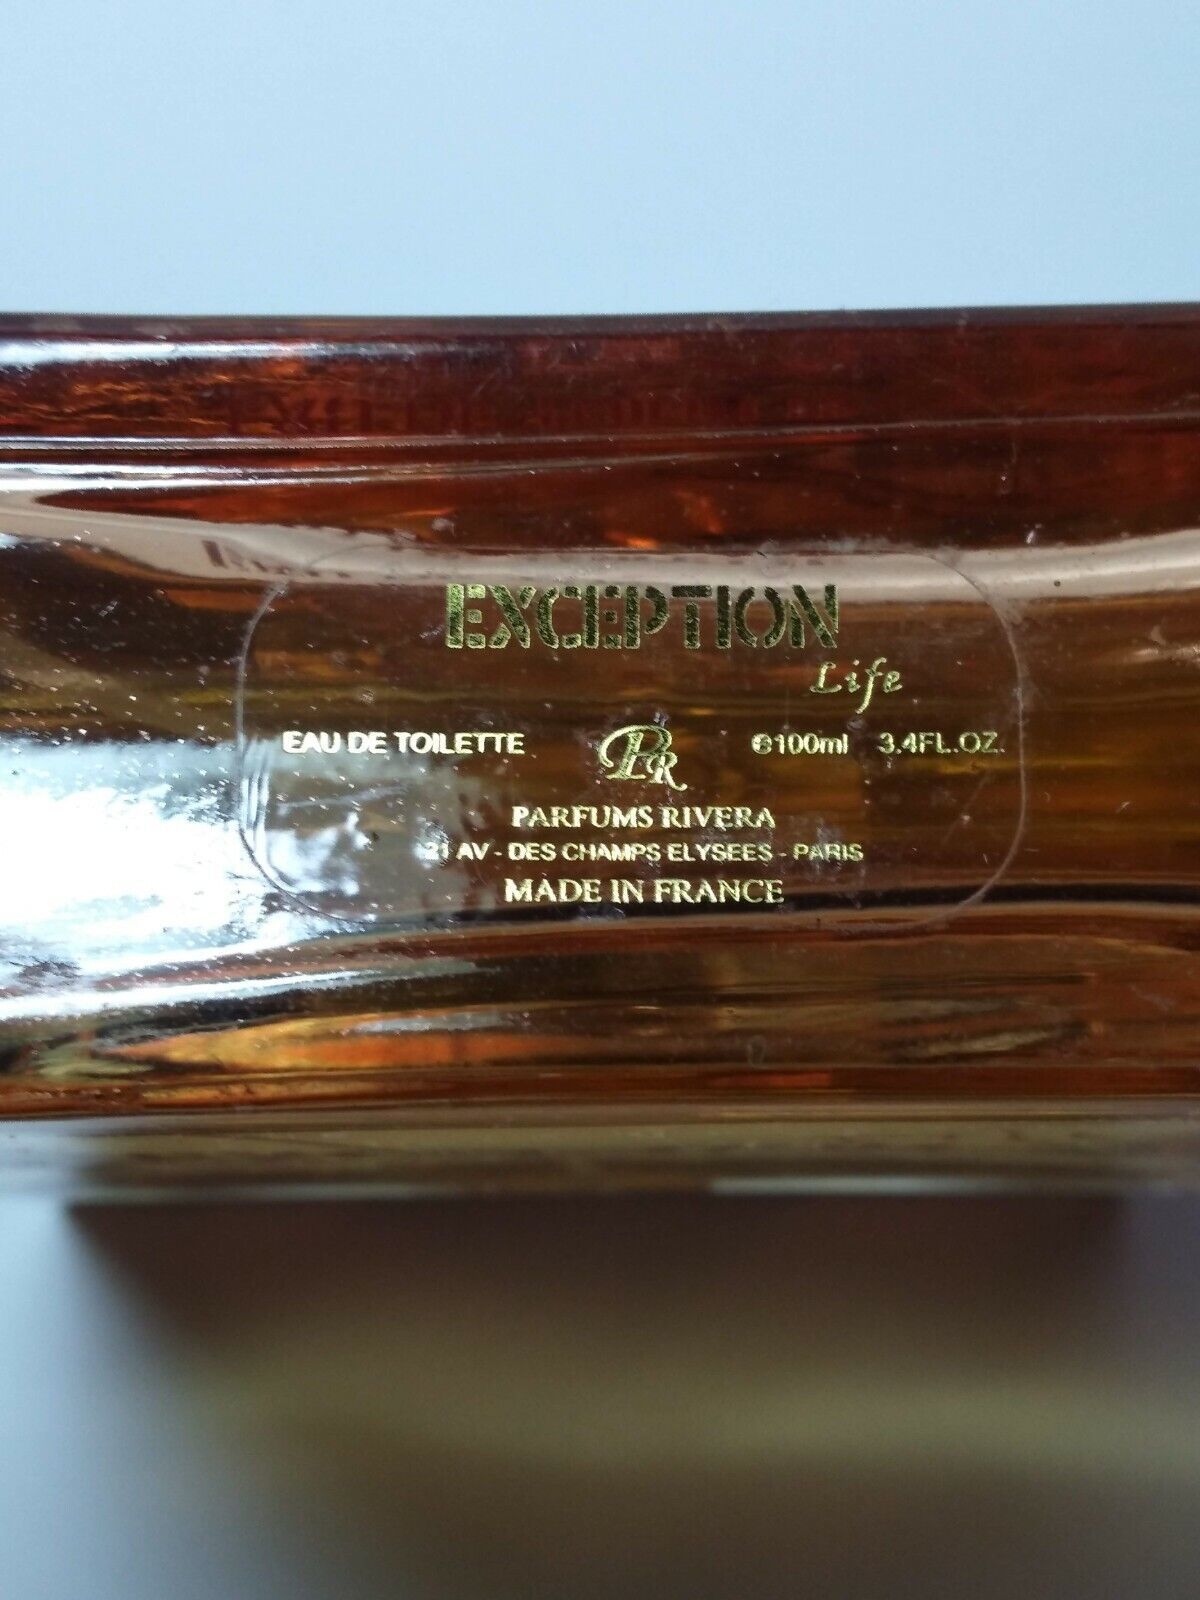 EXCEPTION
Life
EAU DE TOILETTE PR ℮100ml 3.4FL.OZ.
PARFUMS RIVERA
21 AV - DES CHAMPS ELYSEES - PARIS
MADE IN FRANCE